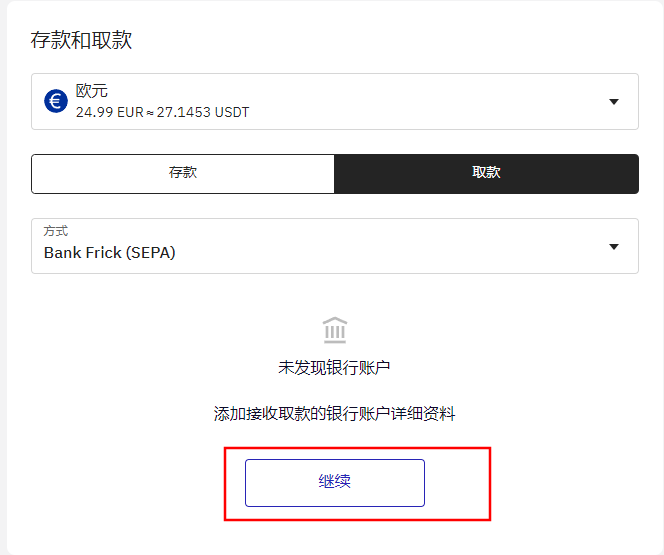 存款和取款
欧元
24.99 EUR ≈ 27.1453 USDT
存款
取款
方式
Bank Frick (SEPA)
未发现银行账户
添加接收取款的银行账户详细资料
继续